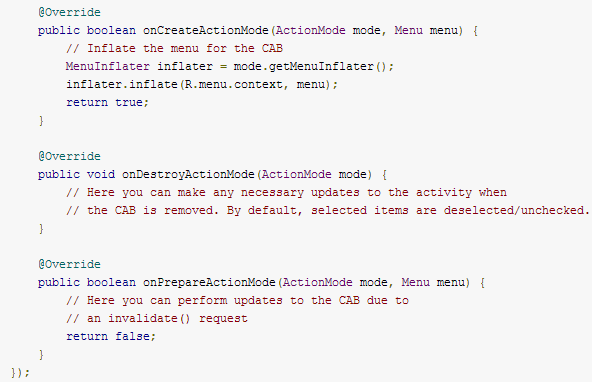 @Override
public boolean onCreateActionMode(ActionMode mode, Menu menu) {
// Inflate the menu for the CAB
MenuInflater inflater = mode.getMenuInflater();
inflater.inflate(R.menu.context, menu);
return true;
}
@Override
public void onDestroyActionMode(ActionMode mode) {
// Here you can make any necessary updates to the activity when
// the CAB is removed. By default, selected items are deselected/unchecked.
}
@Override
public boolean onPrepareActionMode(ActionMode mode, Menu menu) {
// Here you can perform updates to the CAB due to
// an invalidate() request
return false;
}
});